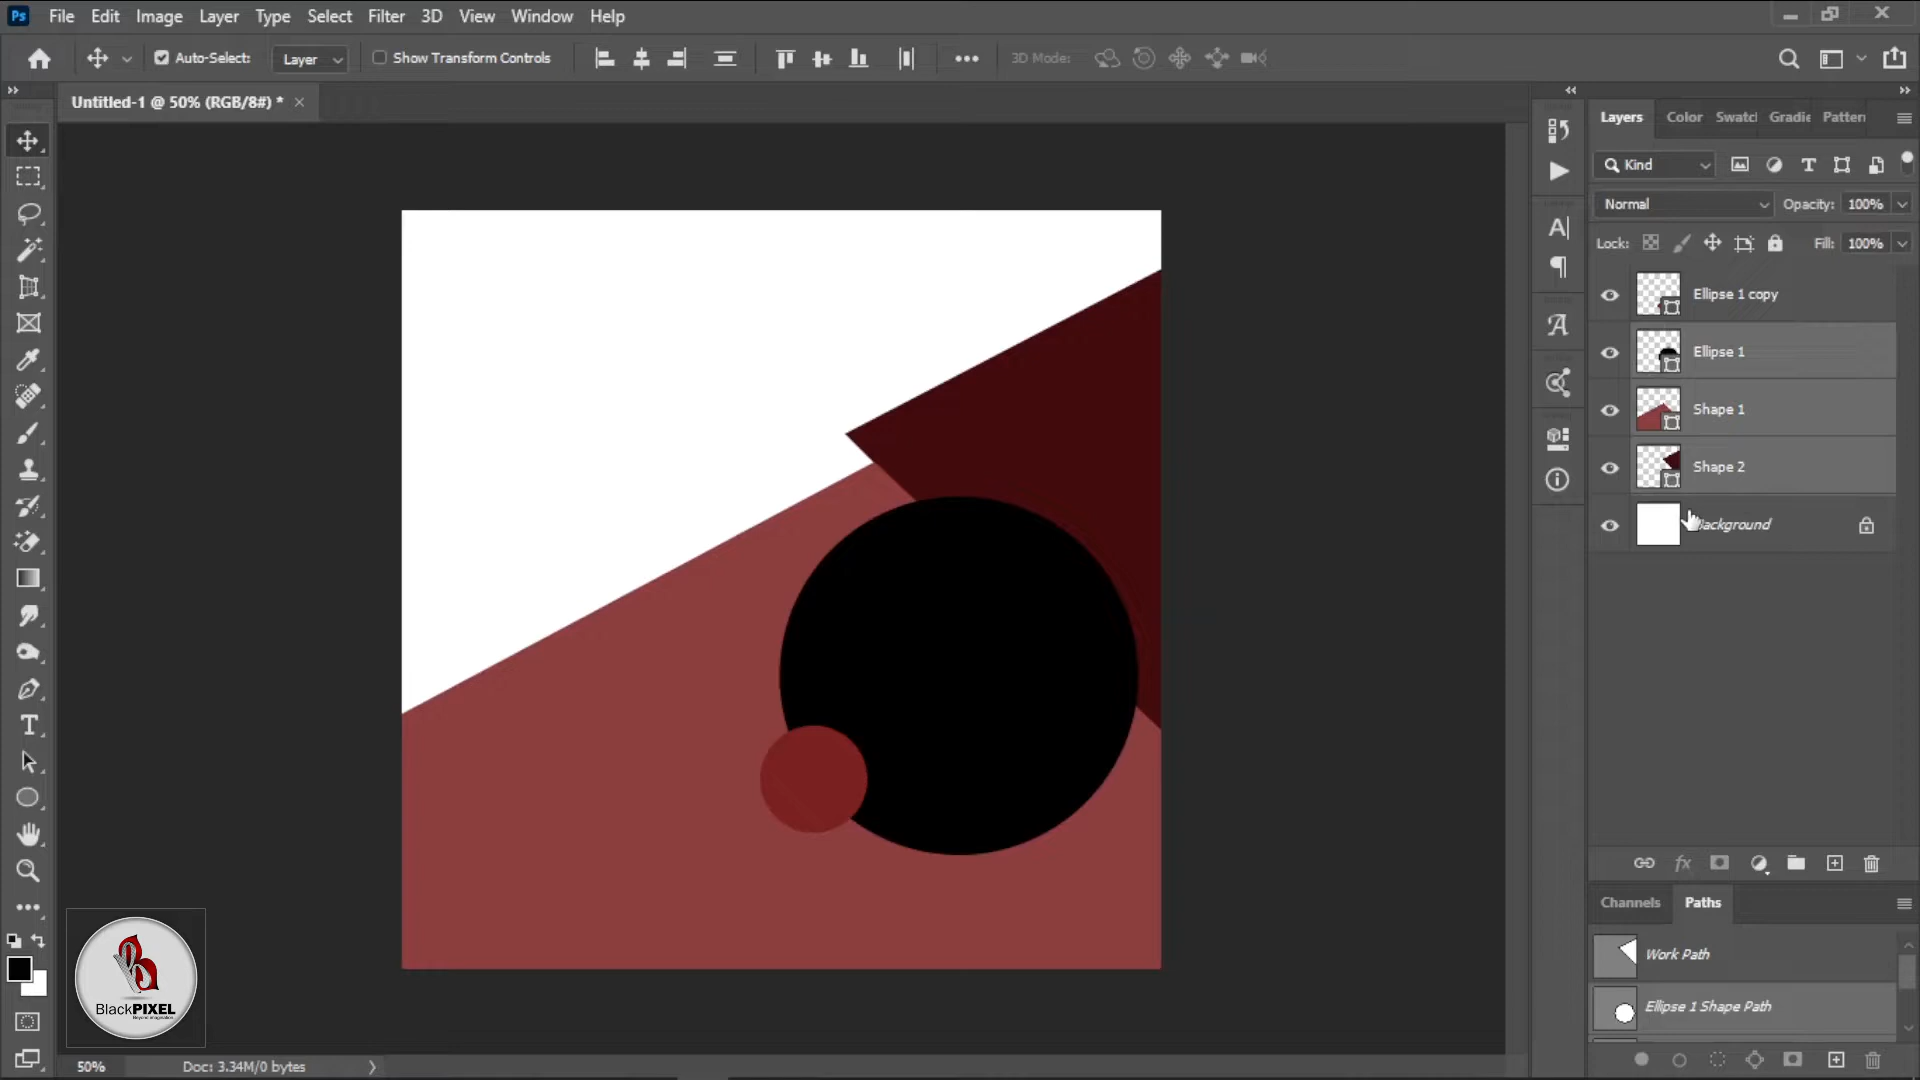 Ps File Edit Image Layer Type Select Filter 3D View Window Help
Auto-Select: Layer Show Transform Controls 3D Mode:
Untitled-1 @ 50% (RGB/8#) *
Layers Color Swatc Gradie Patter
Kind
Normal Opacity: 100%
Lock: Fill: 100%
Ellipse 1 copy
Ellipse 1
Shape 1
Shape 2
Background
Channels Paths
Work Path
Ellipse 1 Shape Path
BlackPIXEL
50% Doc: 3.34M/0 bytes